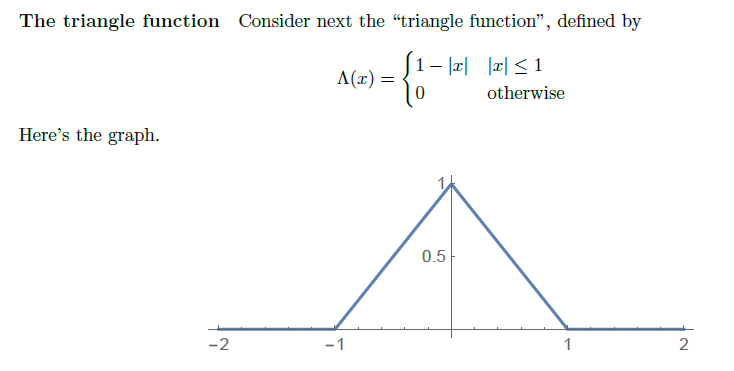 The triangle function Consider next the “triangle function”, defined by
Λ(x) = {1 − |x| |x| ≤ 1
0 otherwise
Here’s the graph.
1
0.5
−2 −1 1 2